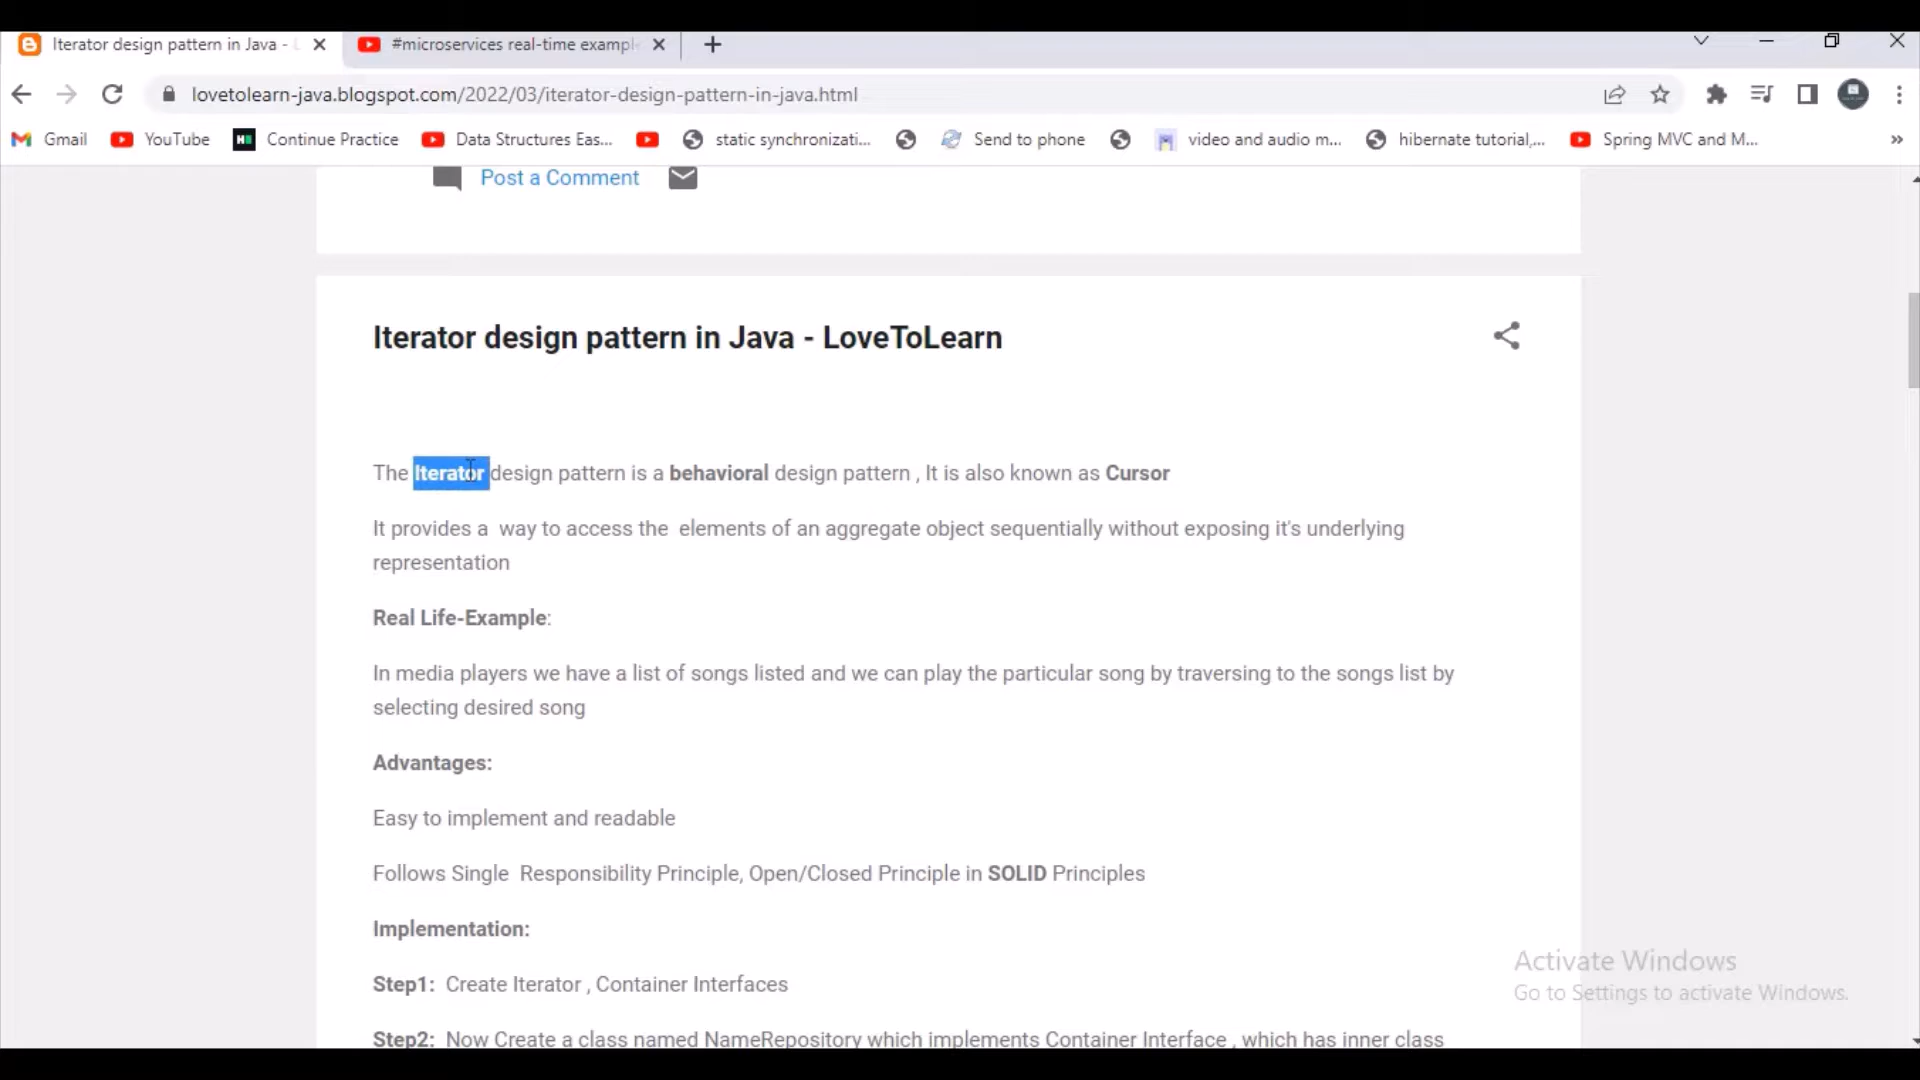 Iterator design pattern in Java -
#microservices real-time exampl
lovetolearn-java.blogspot.com/2022/03/iterator-design-pattern-in-java.html
Gmail YouTube Continue Practice Data Structures Eas... static synchronizati... Send to phone video and audio m... hibernate tutorial,... Spring MVC and M... »
Post a Comment
Iterator design pattern in Java - LoveToLearn
The Iterator design pattern is a behavioral design pattern , It is also known as Cursor
It provides a way to access the elements of an aggregate object sequentially without exposing it's underlying
representation
Real Life-Example:
In media players we have a list of songs listed and we can play the particular song by traversing to the songs list by
selecting desired song
Advantages:
Easy to implement and readable
Follows Single Responsibility Principle, Open/Closed Principle in SOLID Principles
Implementation:
Step1: Create Iterator , Container Interfaces
Step2: Now Create a class named NameRepository which implements Container Interface , which has inner class
Activate Windows
Go to Settings to activate Windows.